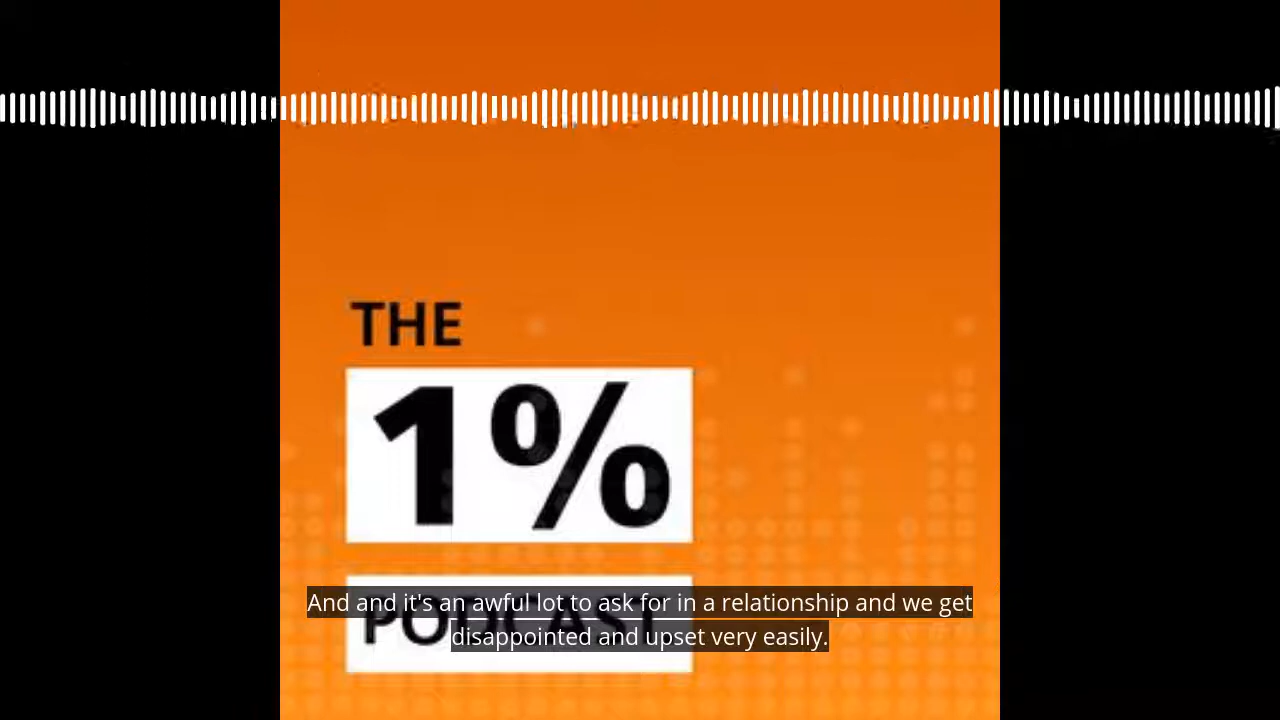 THE
1%
PODCAST
And and it's an awful lot to ask for in a relationship and we get
disappointed and upset very easily.